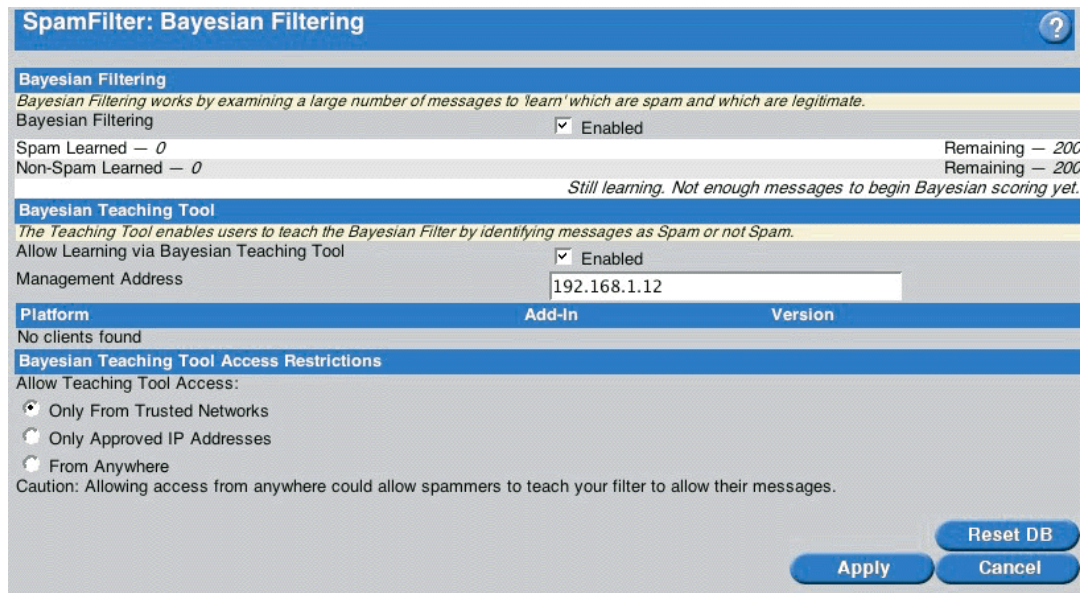 SpamFilter: Bayesian Filtering
?
Bayesian Filtering
Bayesian Filtering works by examining a large number of messages to 'learn' which are spam and which are legitimate.
Bayesian Filtering Enabled
Spam Learned — 0 Remaining — 200
Non-Spam Learned — 0 Remaining — 200
Still learning. Not enough messages to begin Bayesian scoring yet.
Bayesian Teaching Tool
The Teaching Tool enables users to teach the Bayesian Filter by identifying messages as Spam or not Spam.
Allow Learning via Bayesian Teaching Tool Enabled
Management Address 192.168.1.12
Platform Add-In Version
No clients found
Bayesian Teaching Tool Access Restrictions
Allow Teaching Tool Access:
Only From Trusted Networks
Only Approved IP Addresses
From Anywhere
Caution: Allowing access from anywhere could allow spammers to teach your filter to allow their messages.
Reset DB
Apply Cancel